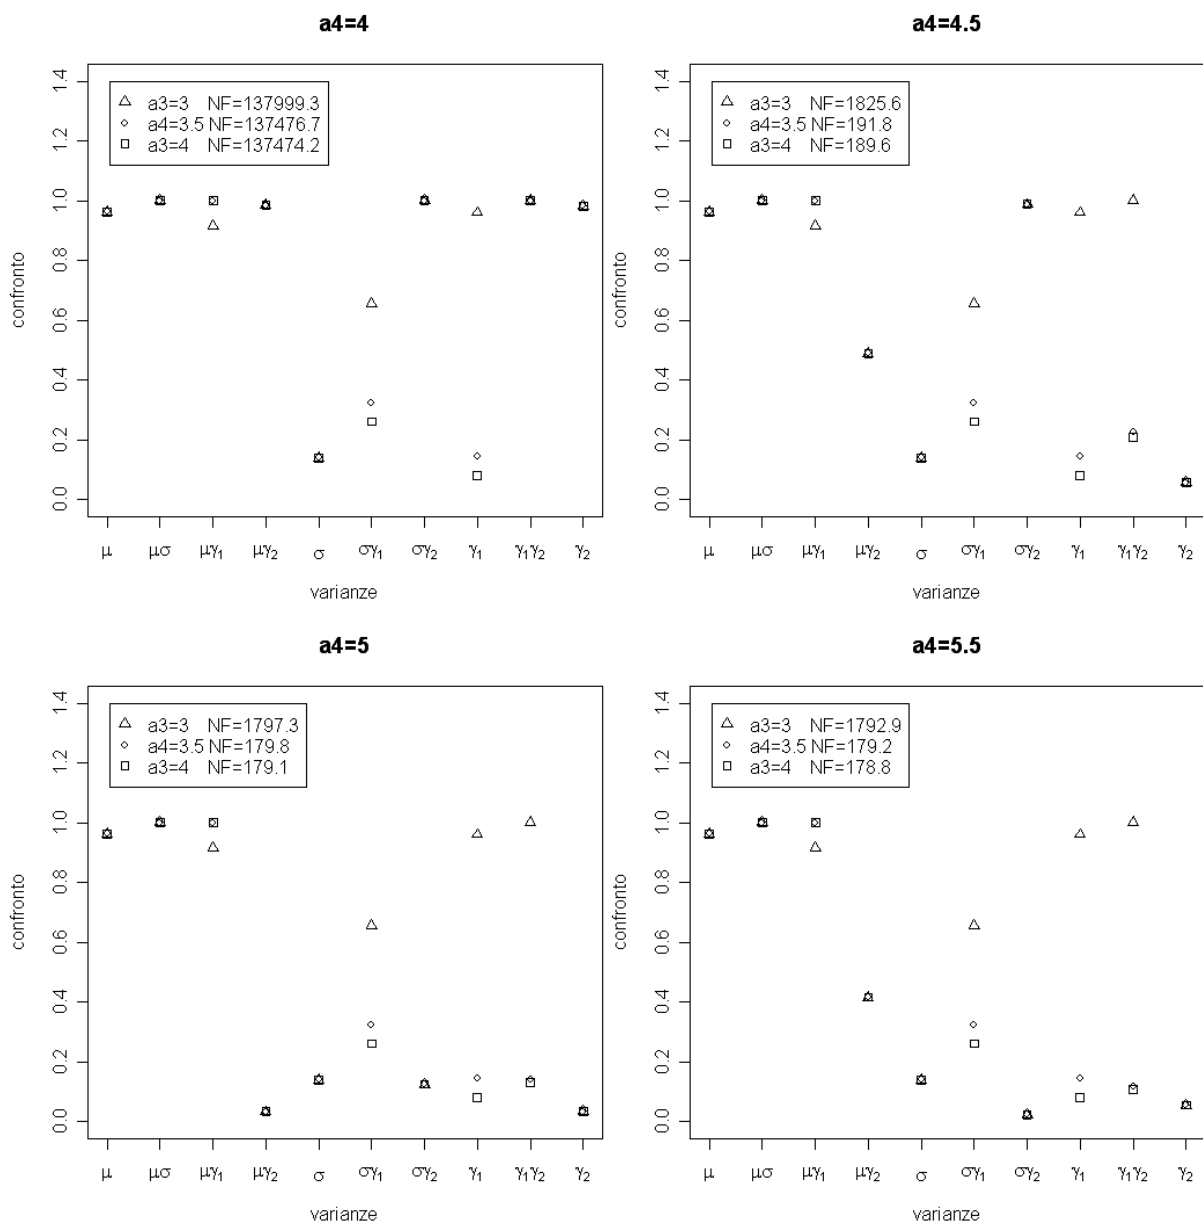 a4=4
1.4
1.2
1.0
0.8
0.6
0.4
0.2
0.0
confronto
a3=3 NF=137999.3
a4=3.5 NF=137476.7
a3=4 NF=137474.2
μ μσ μγ1 μγ2 σ σγ1 σγ2 γ1 γ1γ2 γ2
varianze
a4=4.5
1.4
1.2
1.0
0.8
0.6
0.4
0.2
0.0
confronto
a3=3 NF=1825.6
a4=3.5 NF=191.8
a3=4 NF=189.6
μ μσ μγ1 μγ2 σ σγ1 σγ2 γ1 γ1γ2 γ2
varianze
a4=5
1.4
1.2
1.0
0.8
0.6
0.4
0.2
0.0
confronto
a3=3 NF=1797.3
a4=3.5 NF=179.8
a3=4 NF=179.1
μ μσ μγ1 μγ2 σ σγ1 σγ2 γ1 γ1γ2 γ2
varianze
a4=5.5
1.4
1.2
1.0
0.8
0.6
0.4
0.2
0.0
confronto
a3=3 NF=1792.9
a4=3.5 NF=179.2
a3=4 NF=178.8
μ μσ μγ1 μγ2 σ σγ1 σγ2 γ1 γ1γ2 γ2
varianze